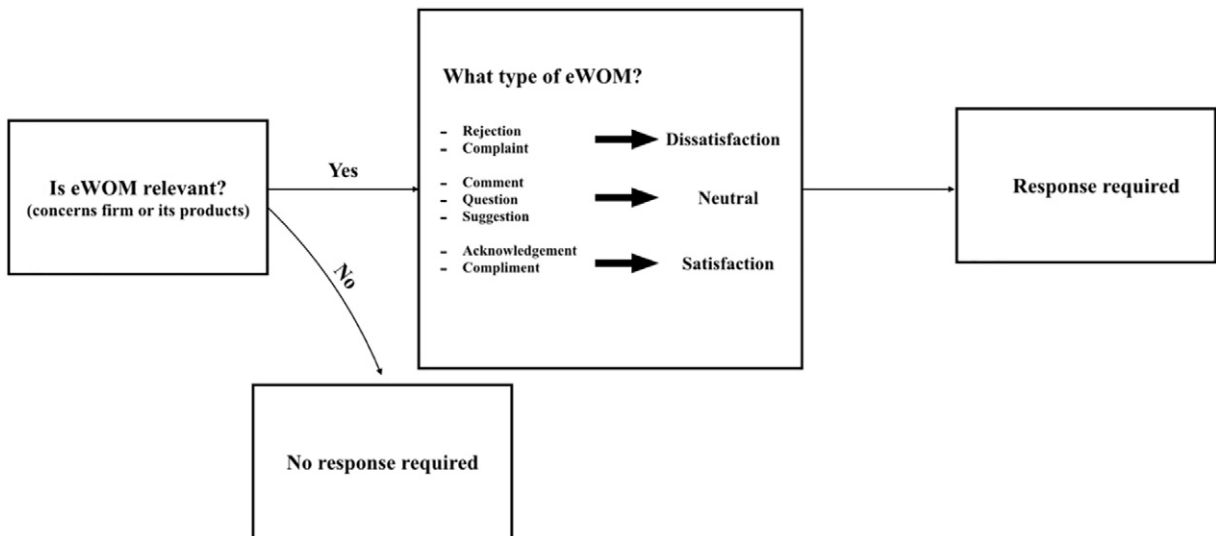 Is eWOM relevant?
(concerns firm or its products)
Yes
No
What type of eWOM?
- Rejection
- Complaint
Dissatisfaction
- Comment
- Question
- Suggestion
Neutral
- Acknowledgement
- Compliment
Satisfaction
Response required
No response required